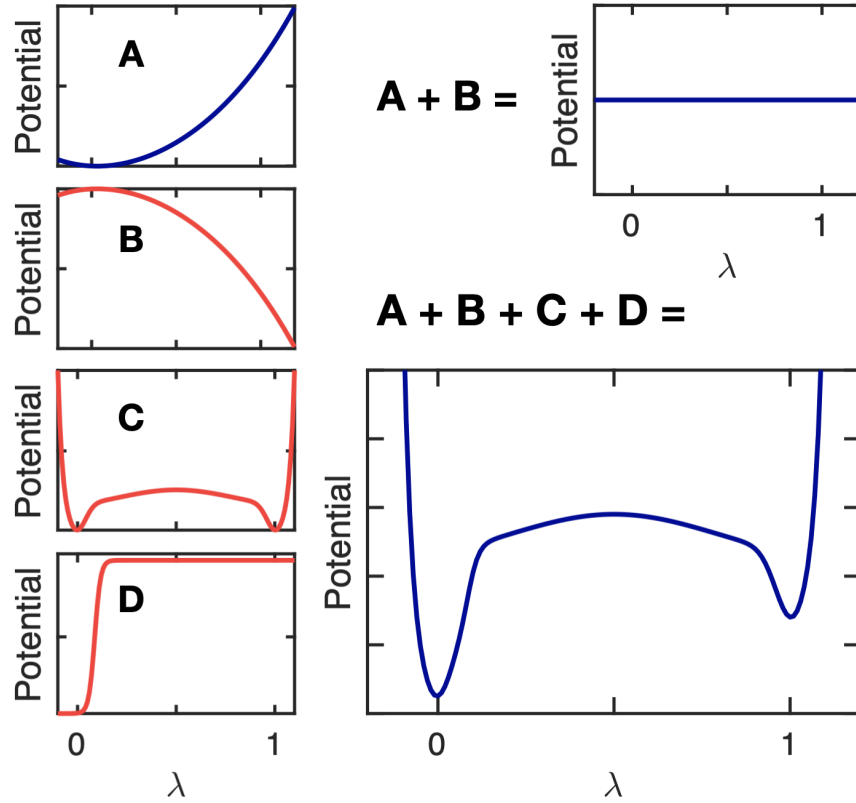 Potential
A
Potential
B
Potential
C
Potential
D
0 1
λ
A + B =
Potential
0 1
λ
A + B + C + D =
Potential
0 1
λ